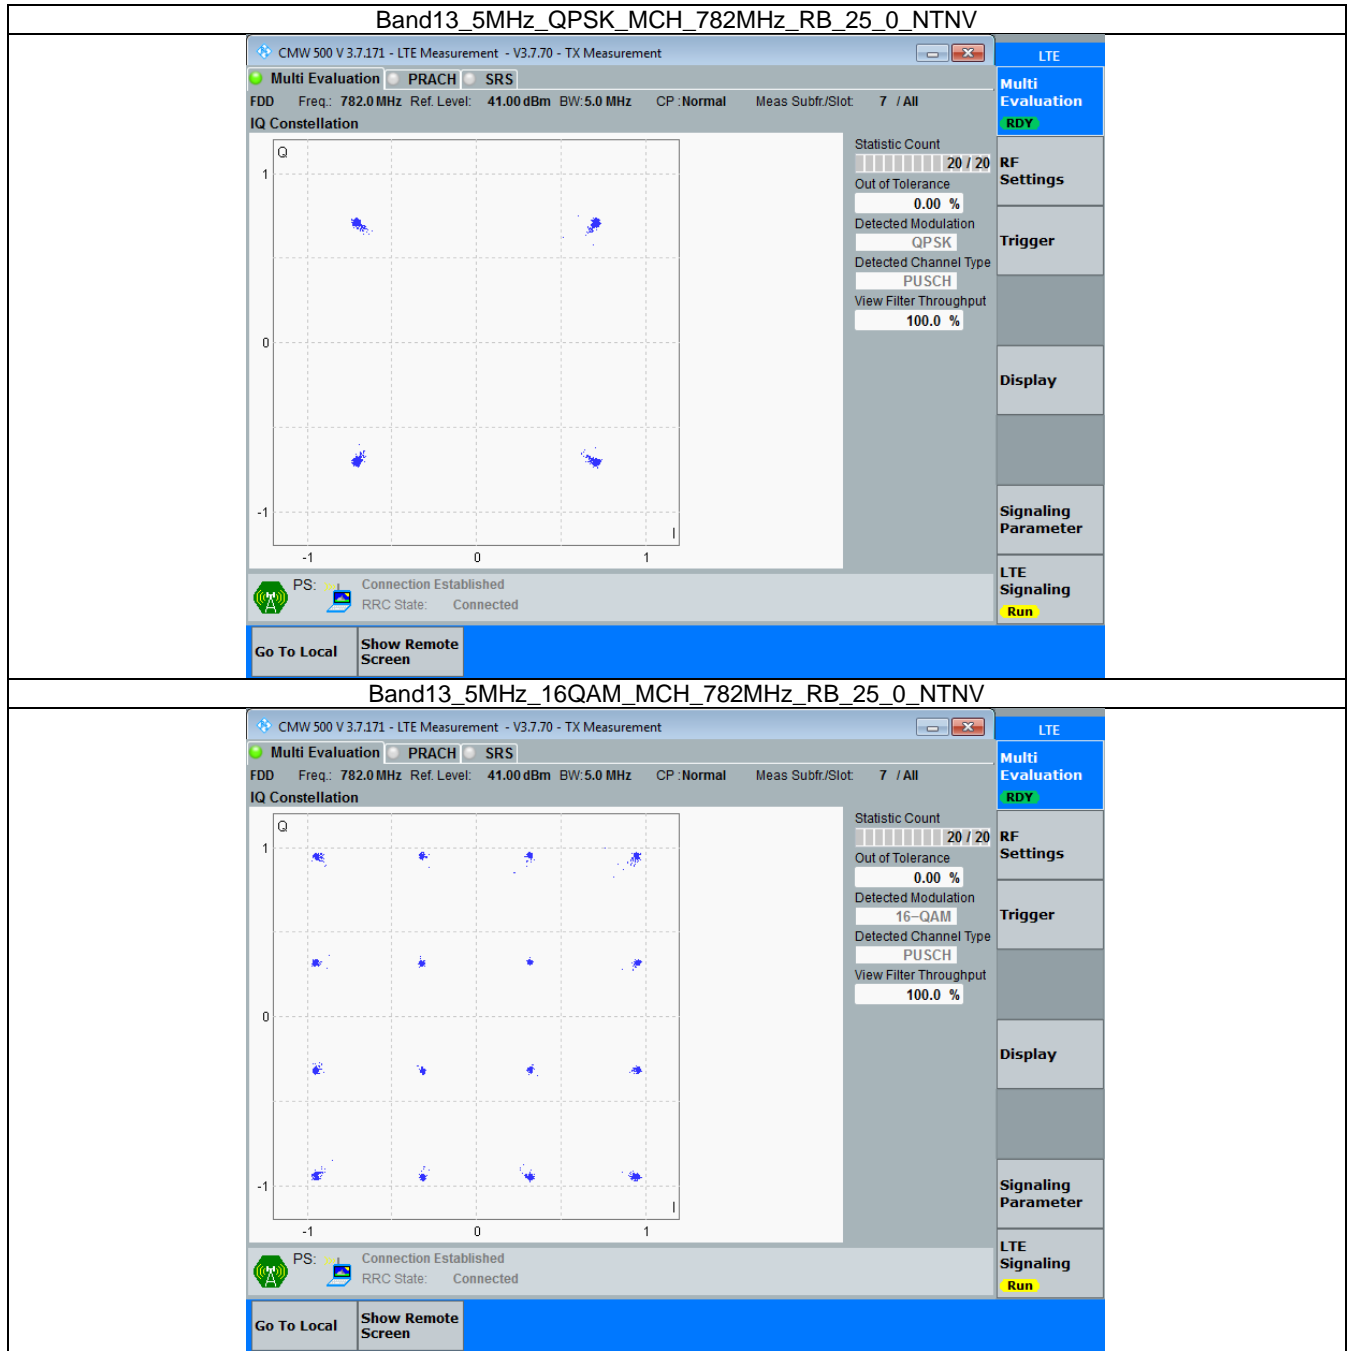 Band13_5MHz_QPSK_MCH_782MHz_RB_25_0_NTNV
CMW 500 V 3.7.171 - LTE Measurement - V3.7.70 - TX Measurement
LTE
Multi Evaluation PRACH SRS
FDD Freq.: 782.0 MHz Ref. Level: 41.00 dBm BW: 5.0 MHz CP : Normal Meas Subfr./Slot: 7 / All
IQ Constellation
Multi
Evaluation
RDY
Q
1
0
-1
-1 0 1
I
Statistic Count
20 / 20
Out of Tolerance
0.00 %
Detected Modulation
QPSK
Detected Channel Type
PUSCH
View Filter Throughput
100.0 %
RF
Settings
Trigger
Display
Signaling
Parameter
LTE
Signaling
Run
PS: Connection Established
RRC State: Connected
Go To Local
Show Remote
Screen
Band13_5MHz_16QAM_MCH_782MHz_RB_25_0_NTNV
CMW 500 V 3.7.171 - LTE Measurement - V3.7.70 - TX Measurement
LTE
Multi Evaluation PRACH SRS
FDD Freq.: 782.0 MHz Ref. Level: 41.00 dBm BW: 5.0 MHz CP : Normal Meas Subfr./Slot: 7 / All
IQ Constellation
Multi
Evaluation
RDY
Q
1
0
-1
-1 0 1
I
Statistic Count
20 / 20
Out of Tolerance
0.00 %
Detected Modulation
16-QAM
Detected Channel Type
PUSCH
View Filter Throughput
100.0 %
RF
Settings
Trigger
Display
Signaling
Parameter
LTE
Signaling
Run
PS: Connection Established
RRC State: Connected
Go To Local
Show Remote
Screen